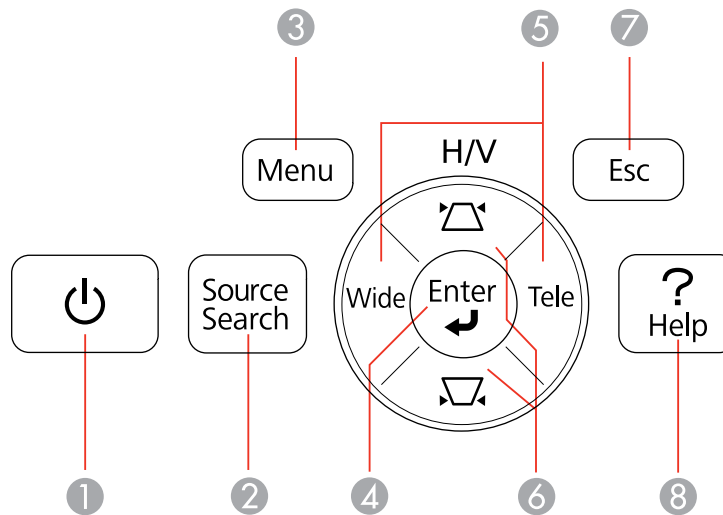 3
5
7
Menu
H/V
Esc
Source
Search
Wide
Enter
Tele
?
Help
1
2
4
6
8